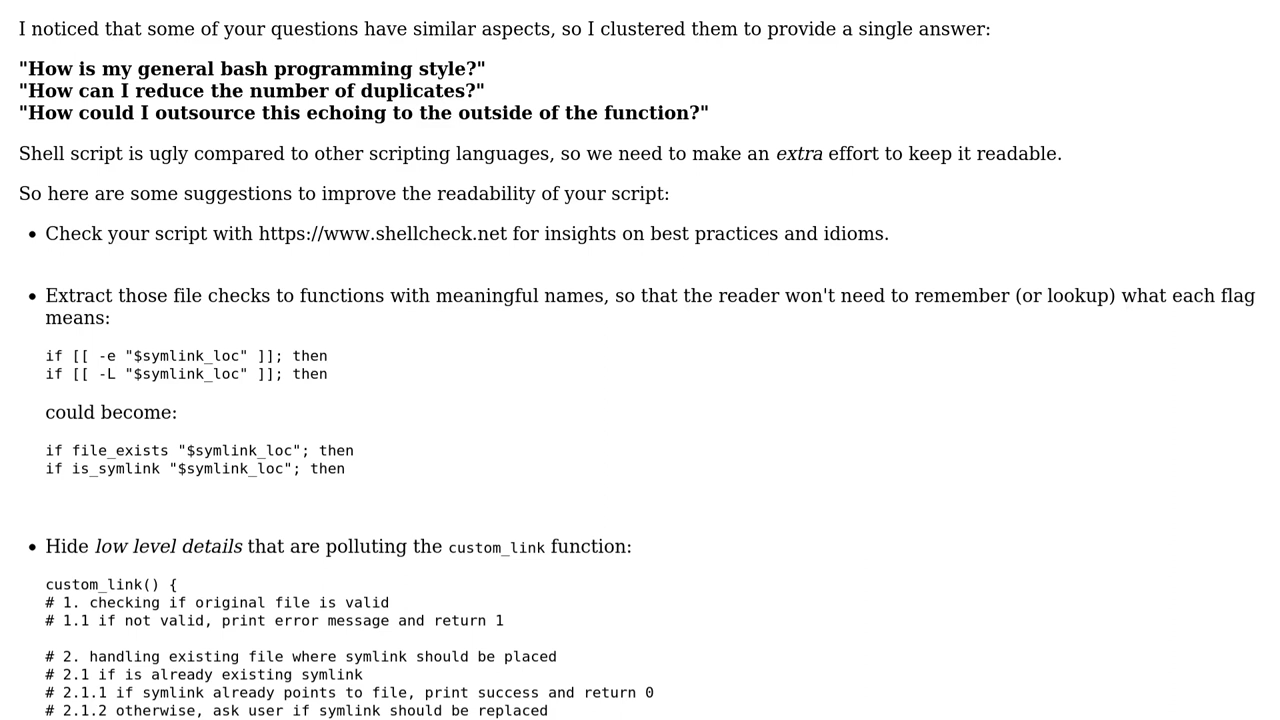 I noticed that some of your questions have similar aspects, so I clustered them to provide a single answer:
"How is my general bash programming style?"
"How can I reduce the number of duplicates?"
"How could I outsource this echoing to the outside of the function?"
Shell script is ugly compared to other scripting languages, so we need to make an extra effort to keep it readable.
So here are some suggestions to improve the readability of your script:
• Check your script with https://www.shellcheck.net for insights on best practices and idioms.
• Extract those file checks to functions with meaningful names, so that the reader won't need to remember (or lookup) what each flag
means:
if [[ -e "$symlink_loc" ]]; then
if [[ -L "$symlink_loc" ]]; then
could become:
if file_exists "$symlink_loc"; then
if is_symlink "$symlink_loc"; then
• Hide low level details that are polluting the custom_link function:
custom_link() {
# 1. checking if original file is valid
# 1.1 if not valid, print error message and return 1
# 2. handling existing file where symlink should be placed
# 2.1 if is already existing symlink
# 2.1.1 if symlink already points to file, print success and return 0
# 2.1.2 otherwise, ask user if symlink should be replaced